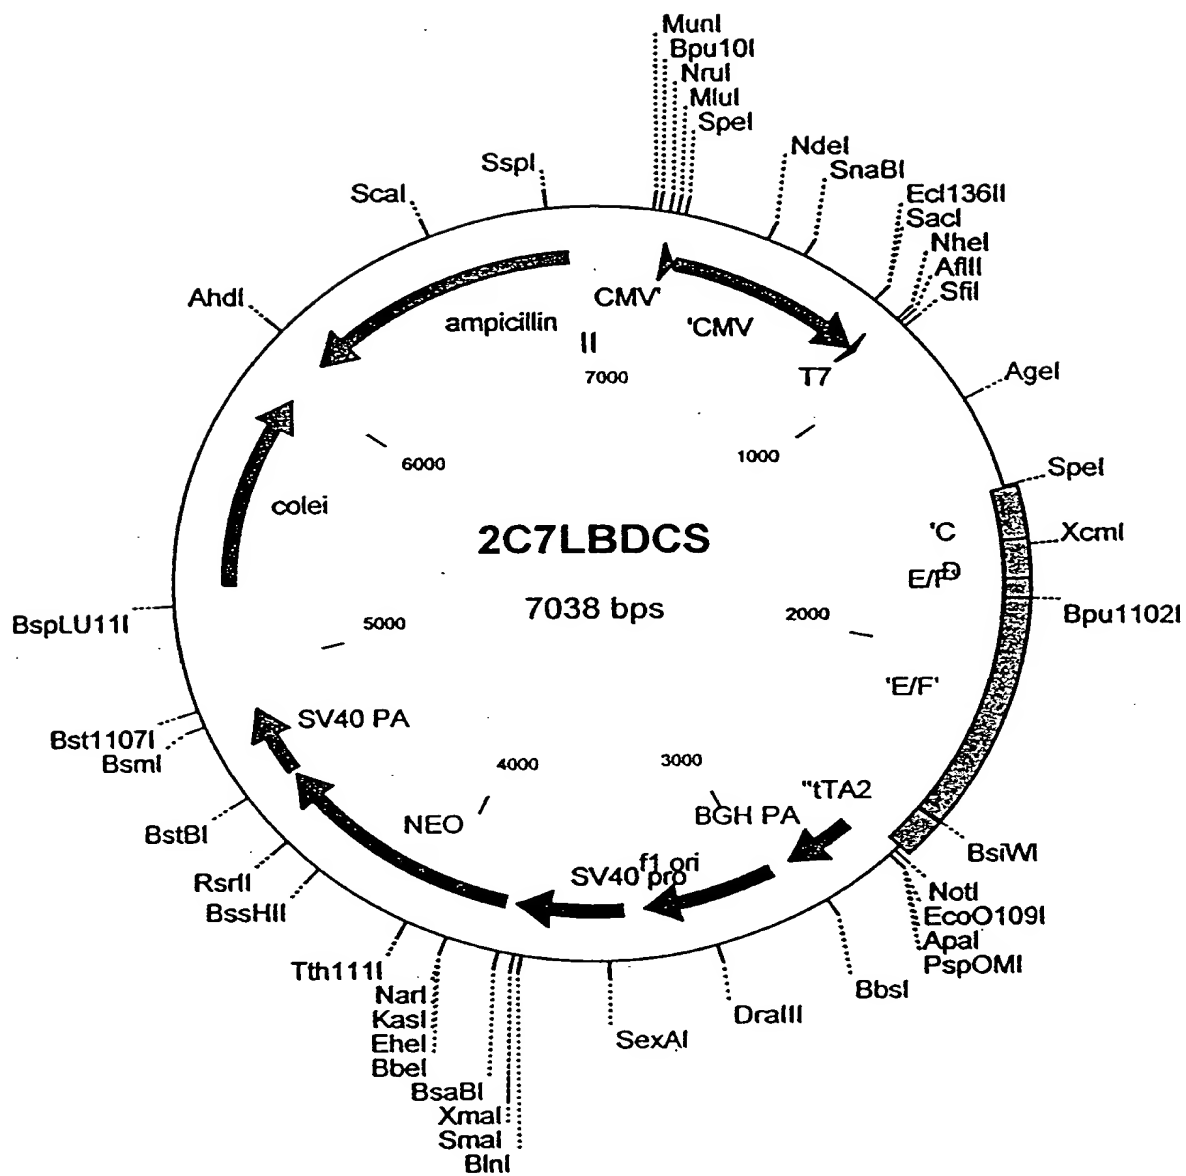 MunI
Bpu10I
NruI
MluI
SpeI
NdeI
SnaBI
Ecl136II
SacI
NheI
AflII
SfiI
AgeI
SpeI
XcmI
Bpu1102I
BsiWI
NotI
EcoO109I
ApaI
PspOMI
BbsI
DraIII
SexAI
BlnI
SmaI
XmaI
BsaBI
BbeI
EheI
KasI
NarI
Tth111I
BssHII
RsrII
BstBI
BsmI
Bst1107I
BspLU11I
AhdI
ScaI
SspI
CMV'
'CMV
T7
ampicillin
II
7000
1000
6000
colei
'C
D
E/F'
2C7LBDCS
7038 bps
2000
5000
'E/F'
SV40 PA
4000
3000
"tTA2
BGH PA
NEO
f1 ori
SV40 pro